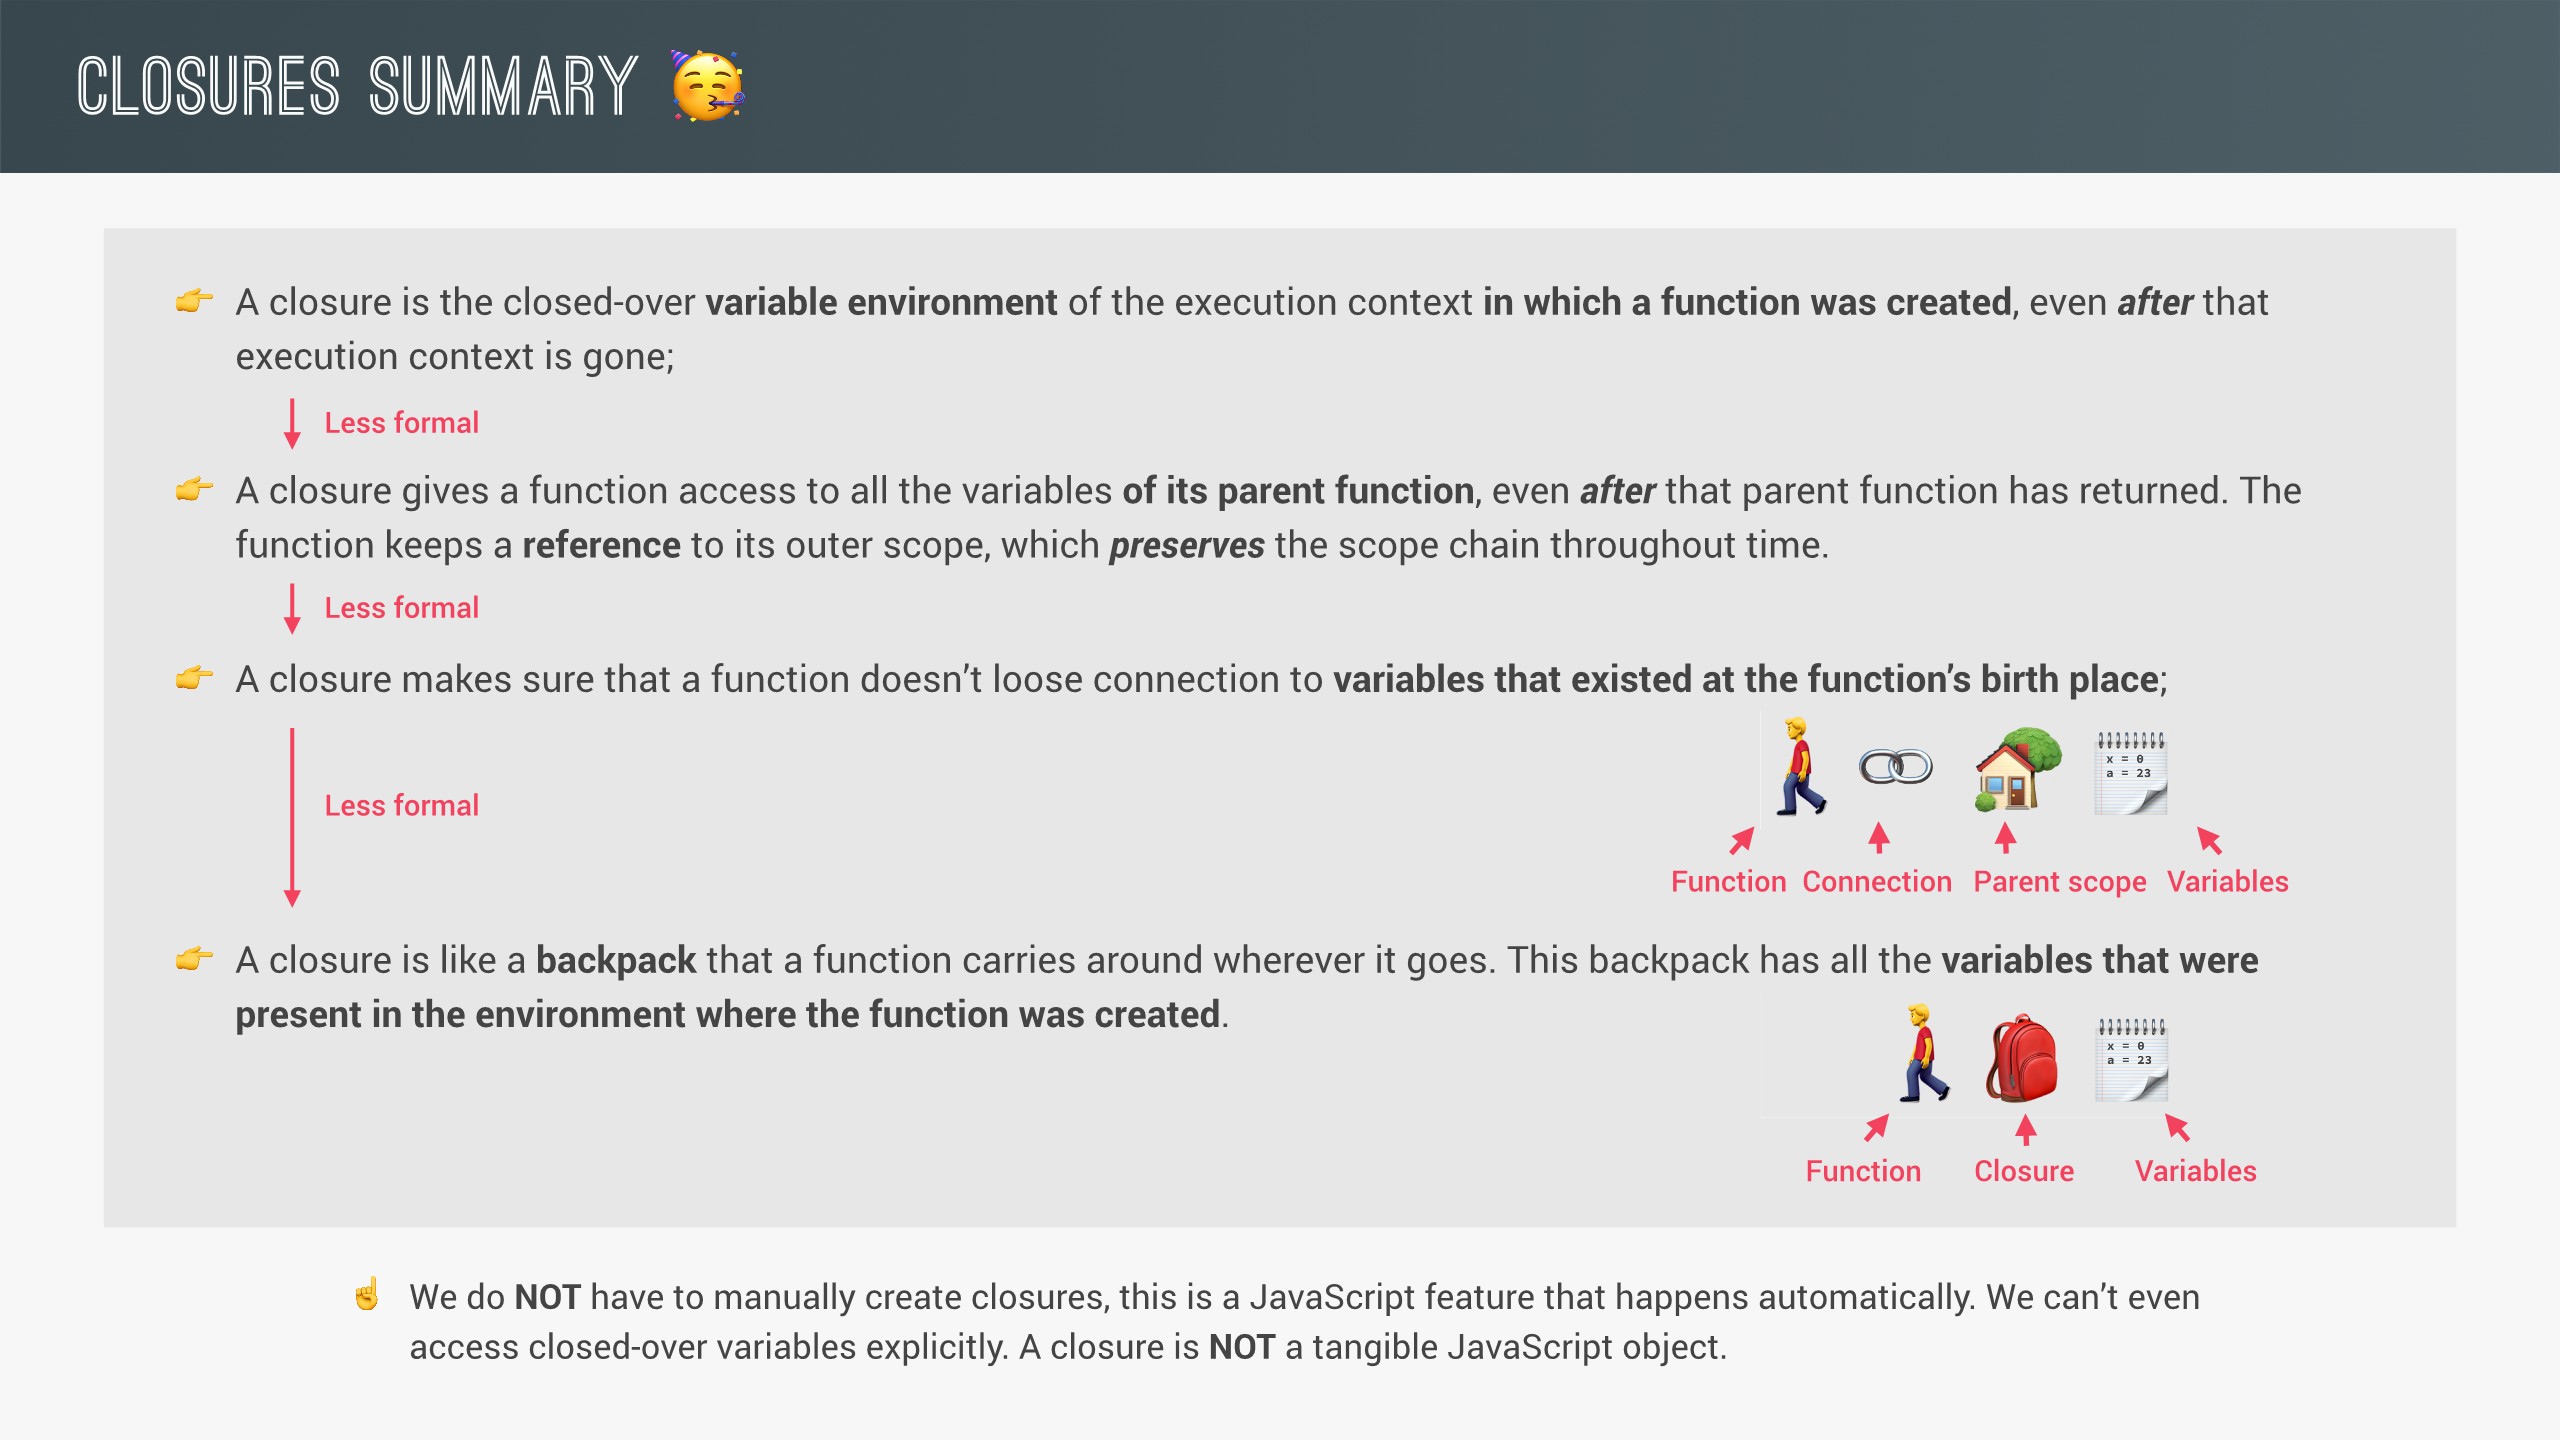 CLOSURES SUMMARY 🥳
👉 A closure is the closed-over variable environment of the execution context in which a function was created, even after that
execution context is gone;
Less formal
👉 A closure gives a function access to all the variables of its parent function, even after that parent function has returned. The
function keeps a reference to its outer scope, which preserves the scope chain throughout time.
Less formal
👉 A closure makes sure that a function doesn’t loose connection to variables that existed at the function’s birth place;
x = 0
a = 23
Less formal
Function Connection Parent scope Variables
👉 A closure is like a backpack that a function carries around wherever it goes. This backpack has all the variables that were
present in the environment where the function was created.
x = 0
a = 23
Function Closure Variables
☝️ We do NOT have to manually create closures, this is a JavaScript feature that happens automatically. We can’t even
access closed-over variables explicitly. A closure is NOT a tangible JavaScript object.